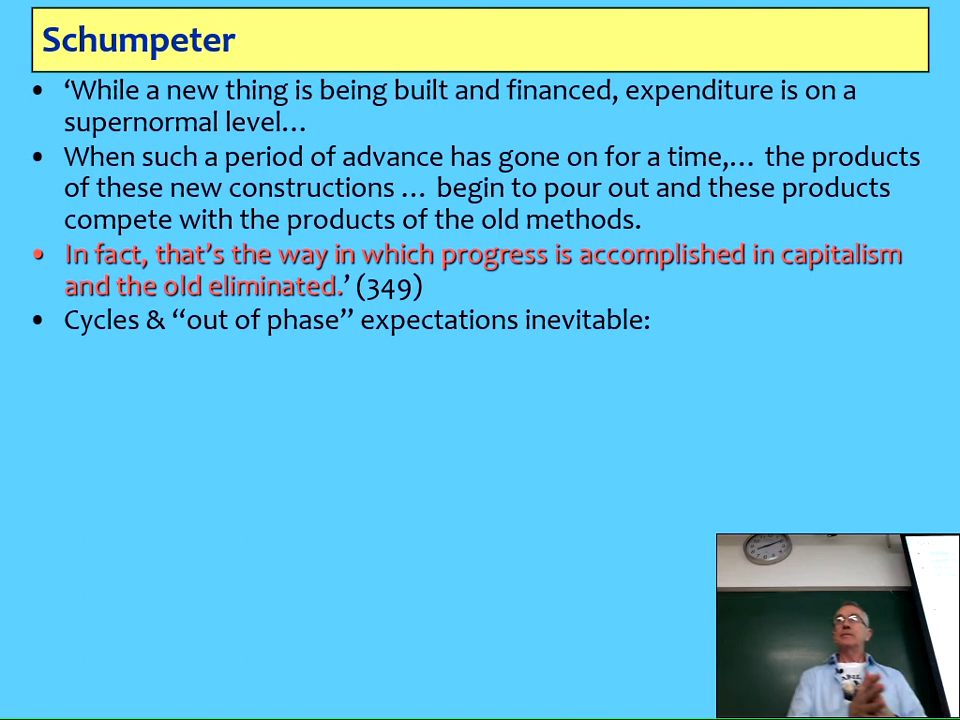 Schumpeter
• ‘While a new thing is being built and financed, expenditure is on a
supernormal level…
• When such a period of advance has gone on for a time,… the products
of these new constructions … begin to pour out and these products
compete with the products of the old methods.
• In fact, that’s the way in which progress is accomplished in capitalism
and the old eliminated.’ (349)
• Cycles & “out of phase” expectations inevitable: